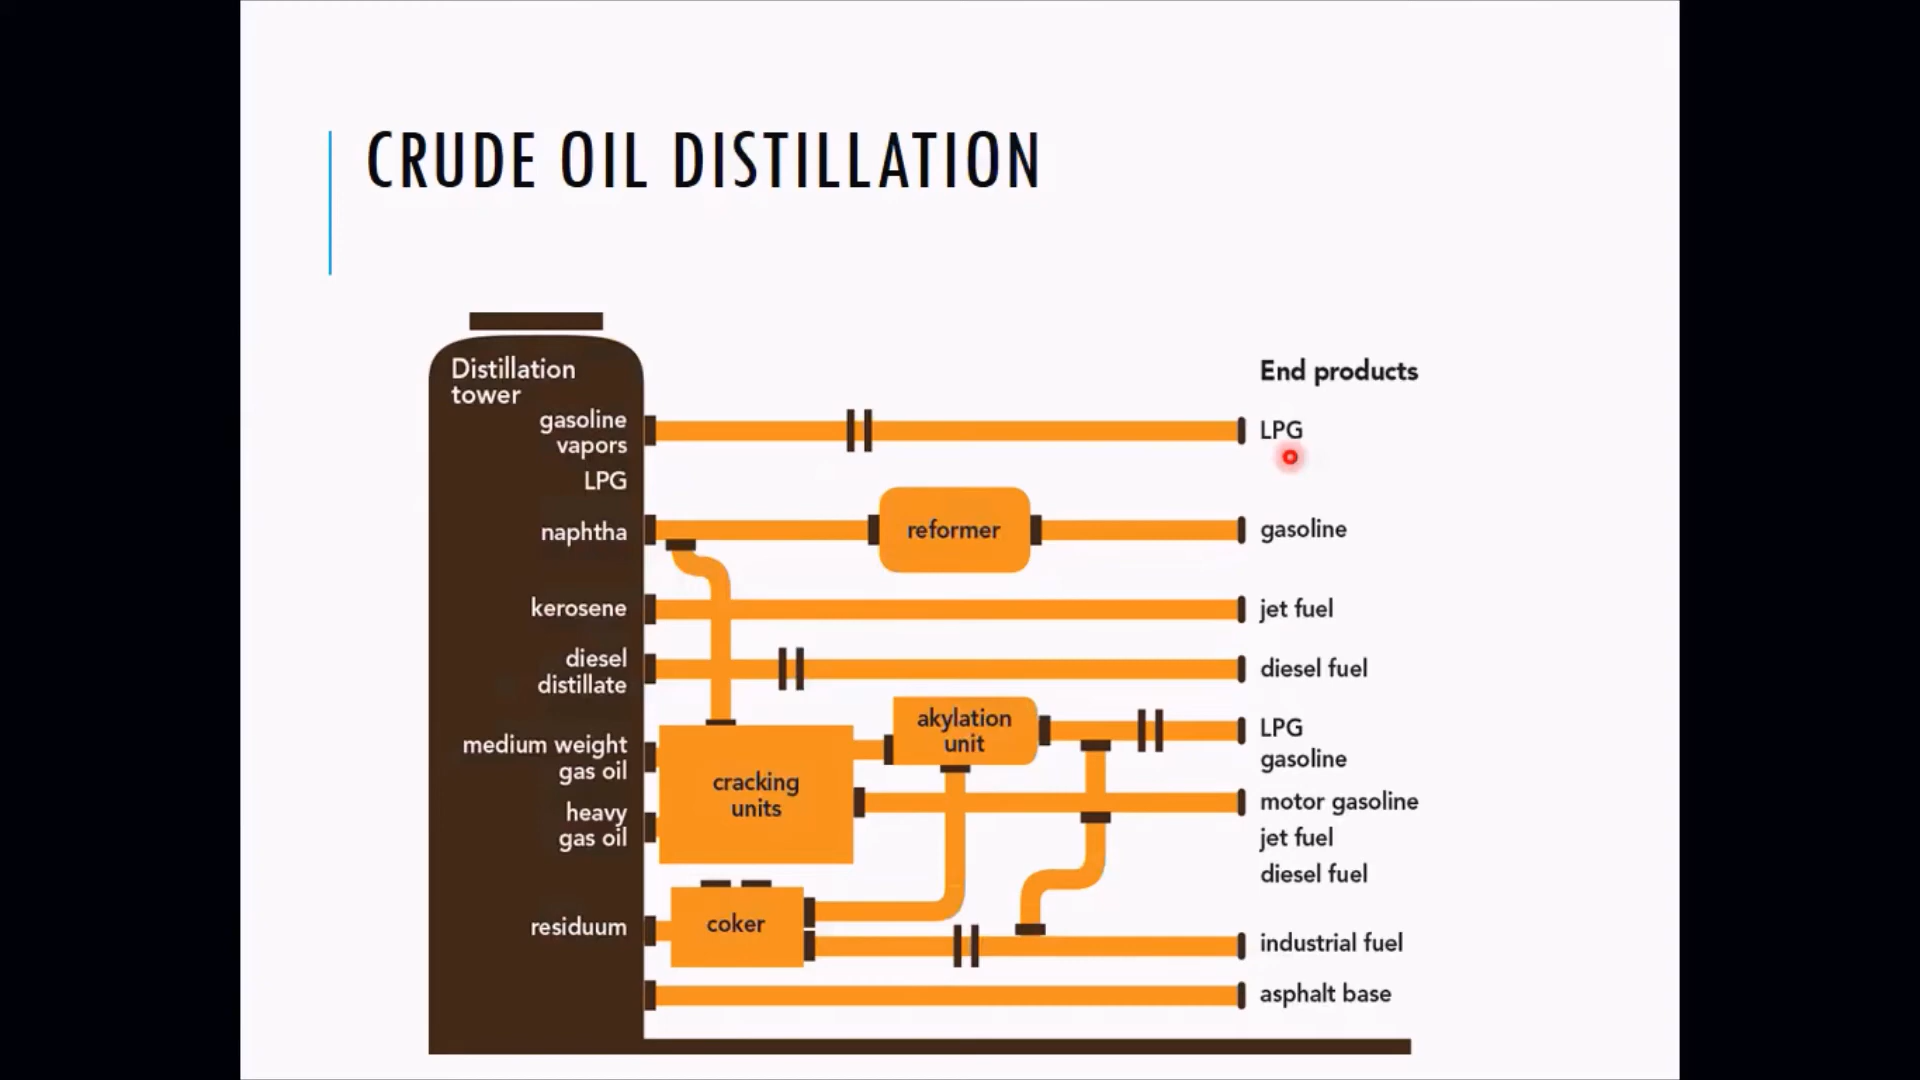 CRUDE OIL DISTILLATION
Distillation
tower
End products
gasoline
vapors
LPG
LPG
naphtha
reformer
gasoline
kerosene
jet fuel
diesel
distillate
diesel fuel
medium weight
gas oil
heavy
gas oil
cracking
units
akylation
unit
LPG
gasoline
motor gasoline
jet fuel
diesel fuel
residuum
coker
industrial fuel
asphalt base